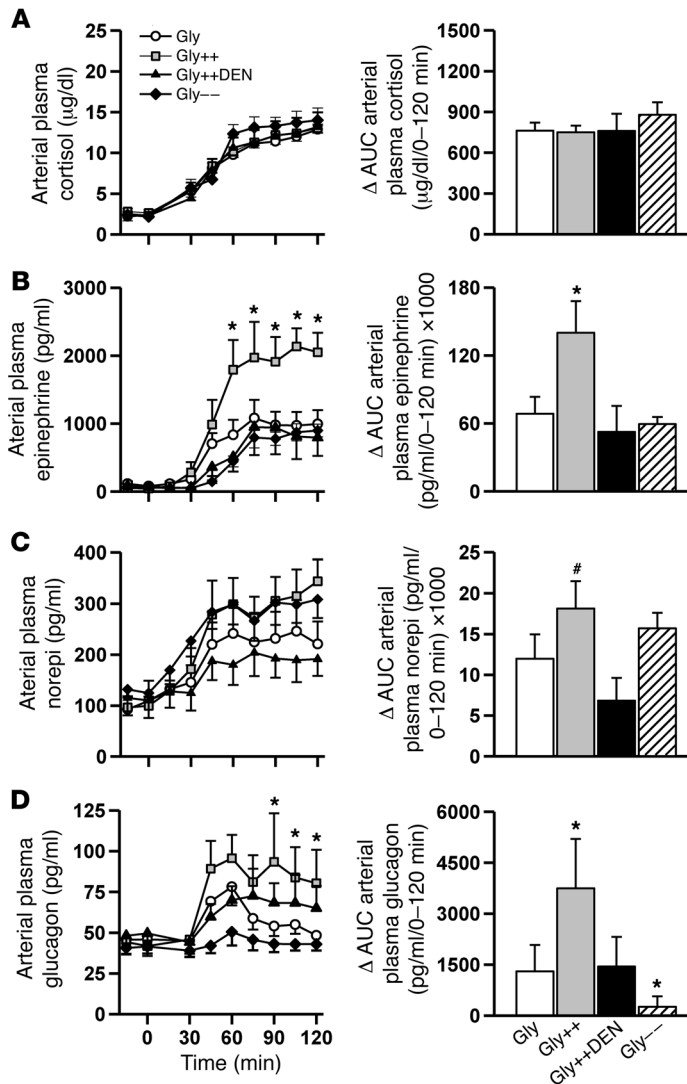 A
Arterial plasma
cortisol (µg/dl)
25
20
15
10
5
0
Gly
Gly++
Gly++DEN
Gly−−
Δ AUC arterial
plasma cortisol
(µg/dl/0–120 min)
1500
1200
900
600
300
0
B
Aterial plasma
epinephrine (pg/ml)
3000
2000
1000
0
* * * * *
Δ AUC arterial
plasma epinephrine
(pg/ml/0–120 min) ×1000
180
120
60
0
*
C
Aterial plasma
norepi (pg/ml)
400
300
200
100
0
Δ AUC arterial
plasma norepi (pg/ml/
0–120 min) ×1000
25
20
15
10
5
0
#
D
Arterial plasma
glucagon (pg/ml)
125
100
75
50
25
0
* * *
0 30 60 90 120
Time (min)
Δ AUC arterial
plasma glucagon
(pg/ml/0–120 min)
6000
4500
3000
1500
0
*
*
Gly
Gly++
Gly++DEN
Gly−−